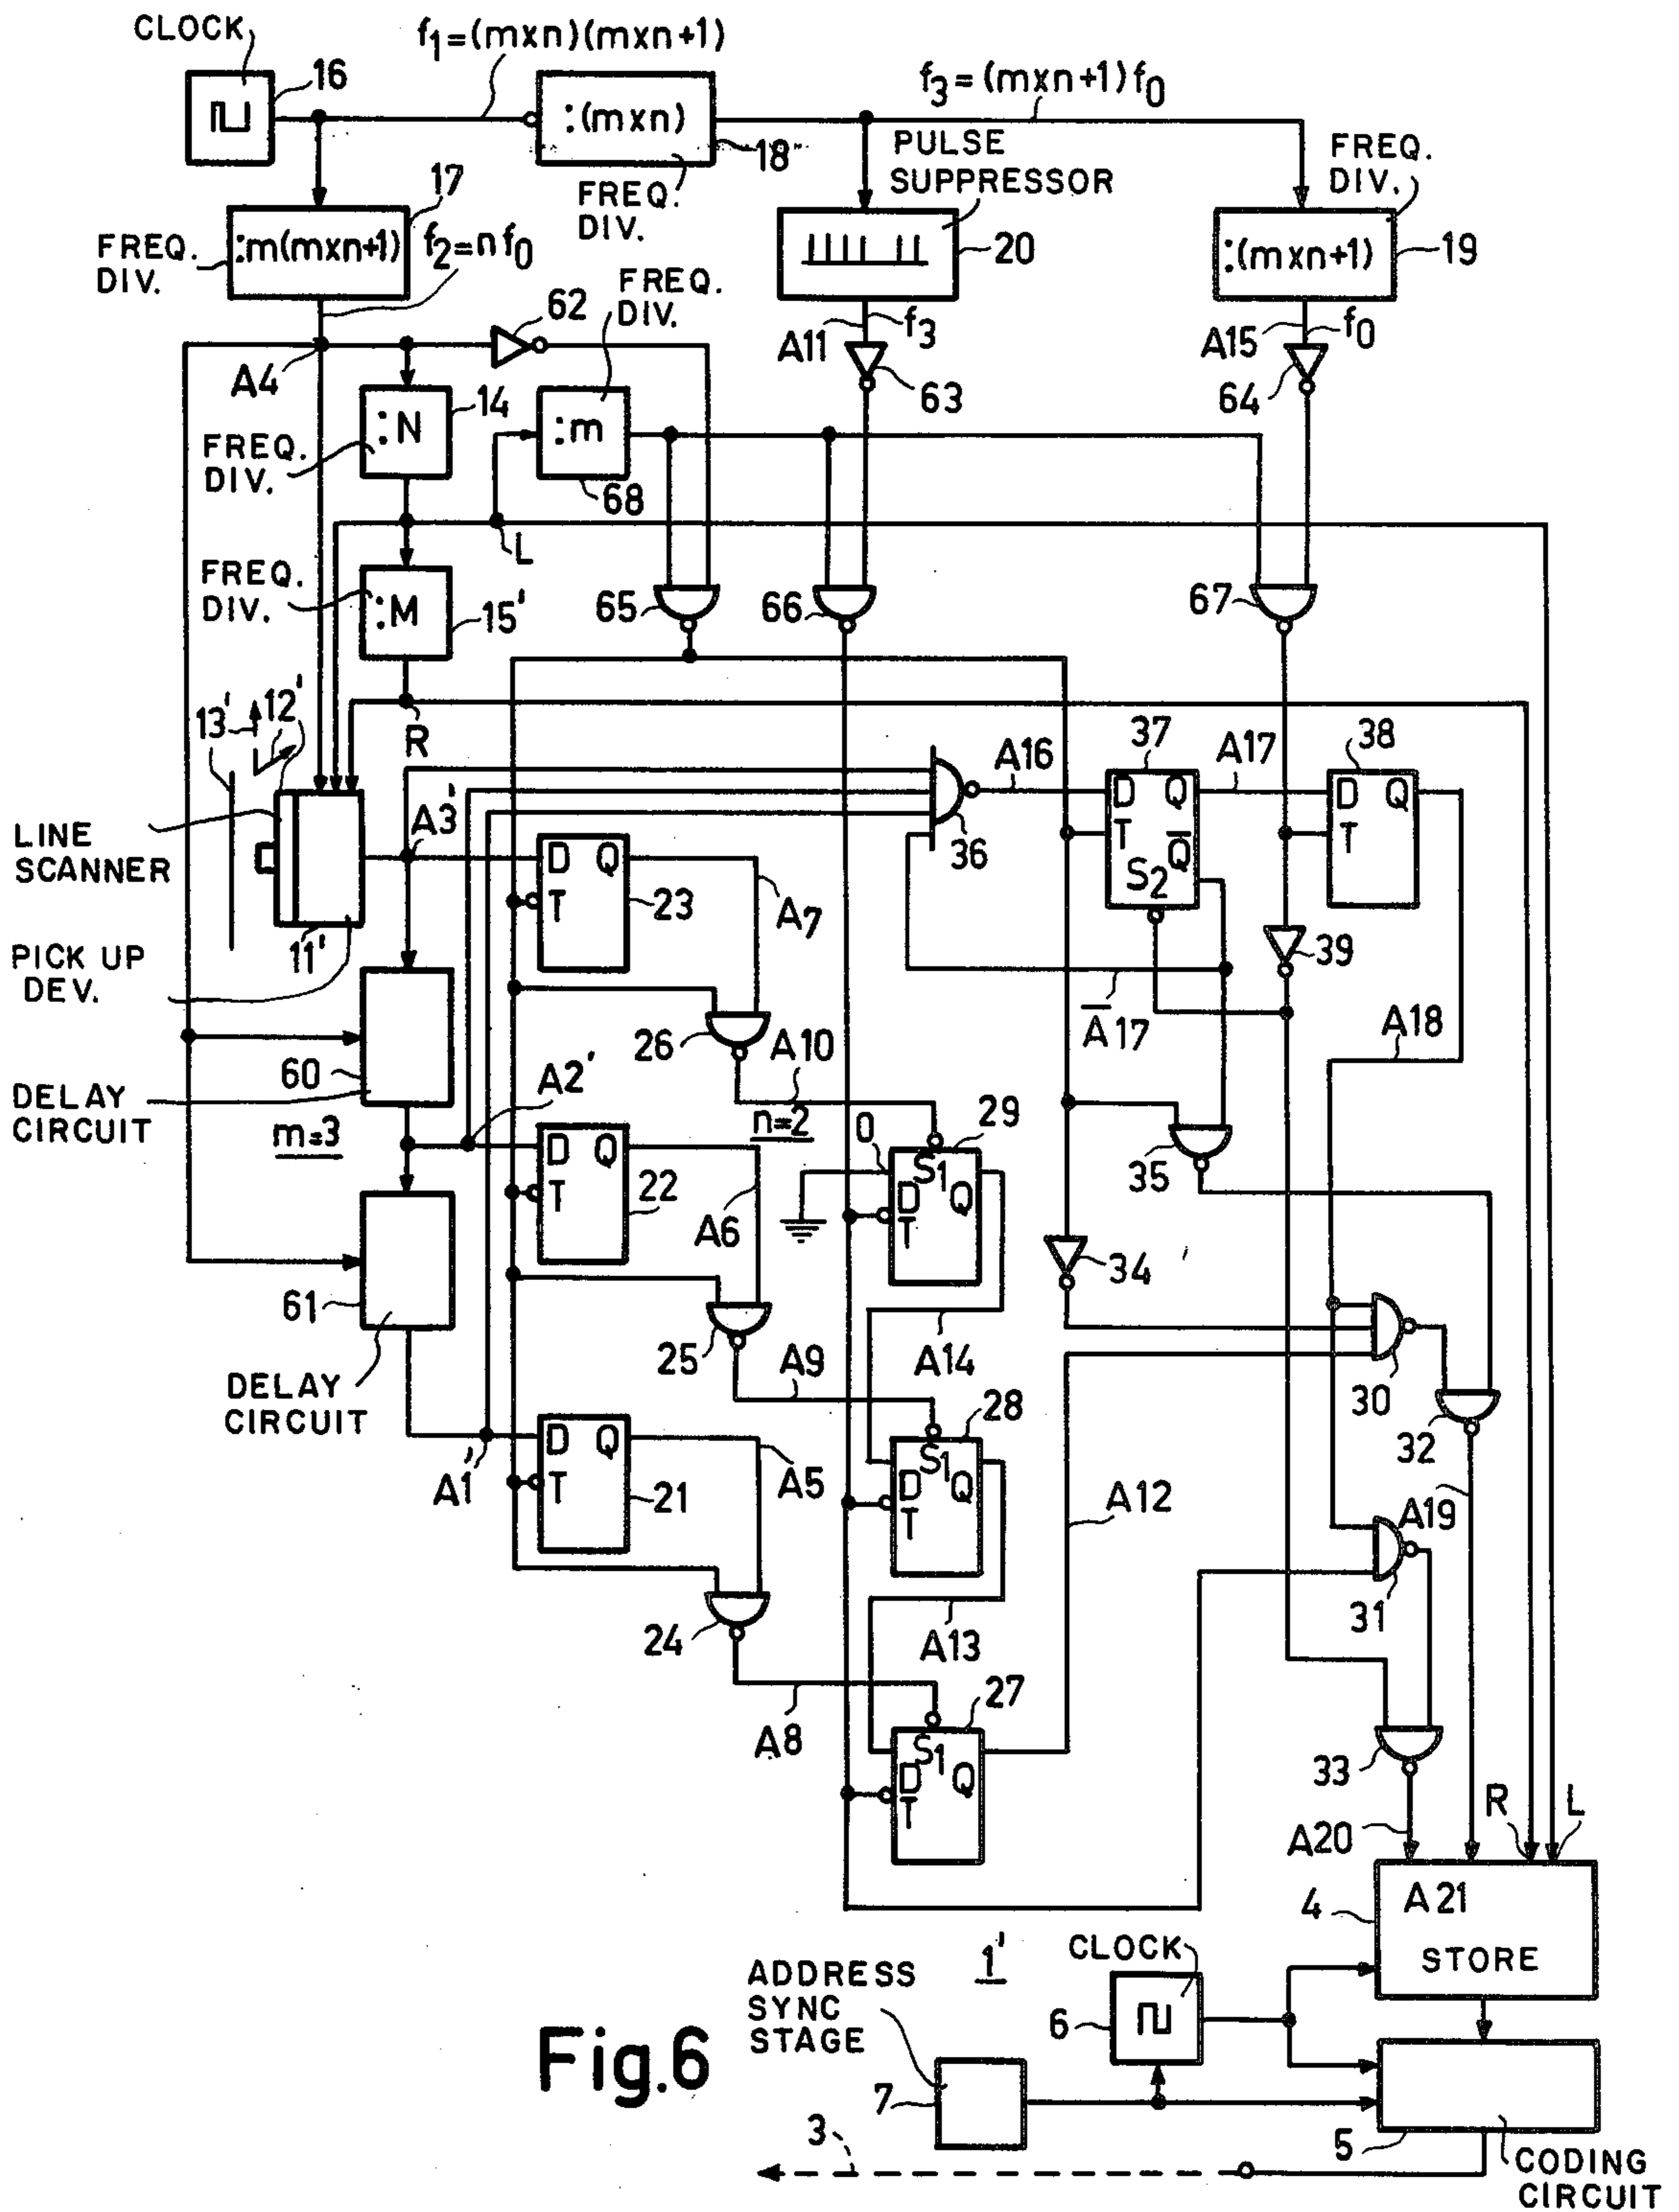 CLOCK
f1=(mxn)(mxn+1)
16
:(mxn)
18"
FREQ.
DIV.
f3=(mxn+1)f0
PULSE
SUPPRESSOR
20
FREQ.
DIV.
:(mxn+1)
19
17
:m(mxn+1)
f2=nf0
FREQ.
DIV.
62
FREQ.
DIV.
A11
f3
A15
f0
A4
:N
14
:m
63
64
FREQ.
DIV.
68
L
FREQ.
DIV.
:M
15'
65
66
67
13'
12'
R
37
38
A16
A17
D Q
T
Q
S2
D Q
T
36
A3'
LINE
SCANNER
D Q
T
23
A7
39
11'
PICK UP
DEV.
26
A10
A17
A18
60
A2'
DELAY
CIRCUIT
m=3
n=2
0
29
S1
D Q
T
35
D Q
T
22
A6
34
61
25
A9
A14
30
DELAY
CIRCUIT
28
S1
D Q
T
32
A1'
D Q
T
21
A5
A12
A19
31
24
A13
A8
27
S1
D Q
T
33
A20
R
L
4
A21
STORE
1'
CLOCK
ADDRESS
SYNC
STAGE
6
Fig.6
7
3
5
CODING
CIRCUIT